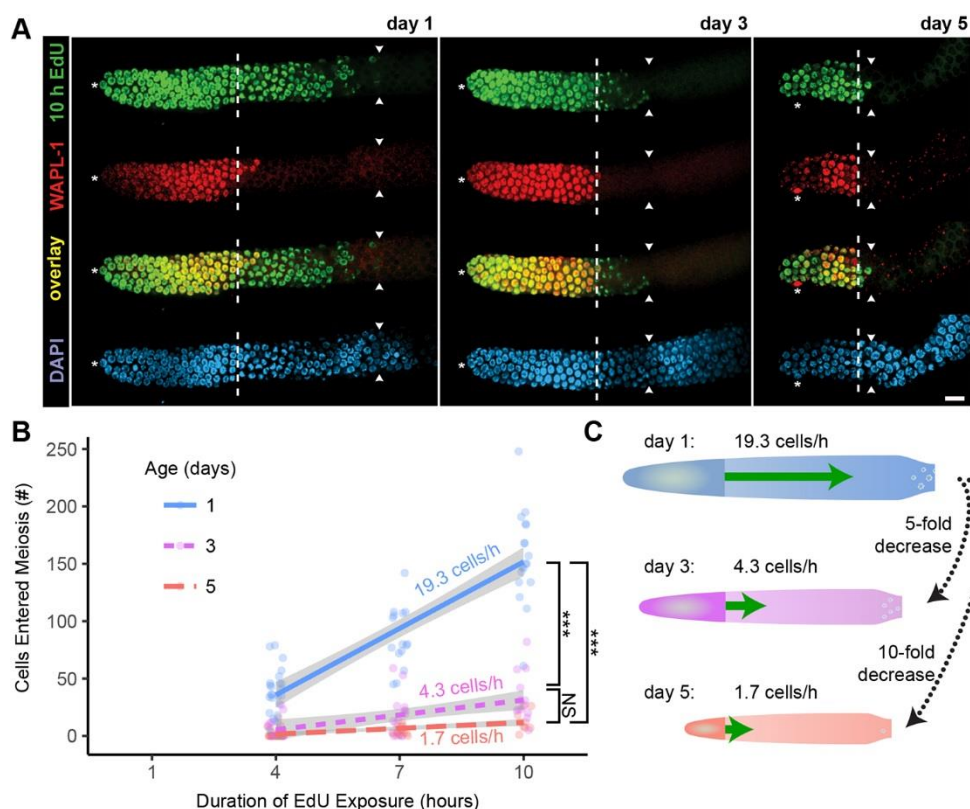 A
day 1
day 3
day 5
10 h EdU
WAPL-1
overlay
DAPI
*
*
*
*
*
*
*
*
*
*
*
*
B
Cells Entered Meiosis (#)
250
200
150
100
50
0
Age (days)
1
3
5
19.3 cells/h
4.3 cells/h
1.7 cells/h
***
***
NS
1
4
7
10
Duration of EdU Exposure (hours)
C
day 1: 19.3 cells/h
5-fold
decrease
day 3: 4.3 cells/h
10-fold
decrease
day 5: 1.7 cells/h